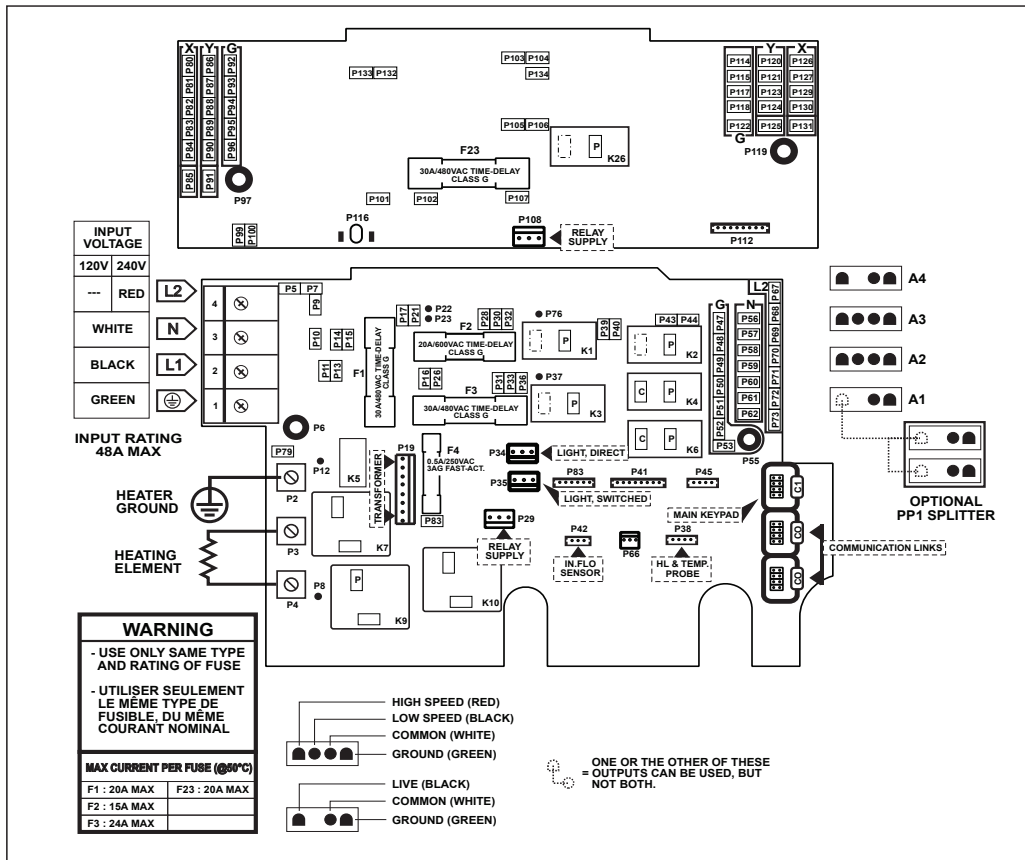 X Y G
P80 P86 P92
P81 P87 P93
P82 P88 P94
P83 P89 P95
P84 P90 P96
P85 P91
P97
P99
P100
P133 P132
P103 P104
P134
P105 P106
P
K26
F23
30A/480VAC TIME-DELAY
CLASS G
P101
P102
P107
P116
P108
RELAY
SUPPLY
P112
Y X
P114 P120 P126
P115 P121 P127
P117 P123 P129
P118 P124 P130
P122 P125 P131
G
P119
INPUT
VOLTAGE
120V 240V
--- RED
WHITE
BLACK
GREEN
L2
N
L1
INPUT RATING
48A MAX
4
3
2
1
P5 P7
P9
P10
P14
P15
P11
P13
P17
P21
P22
P23
F1
30A/480VAC TIME-DELAY
CLASS G
F2
20A/600VAC TIME-DELAY
CLASS G
P28
P30
P32
P16
P26
F3
30A/480VAC TIME-DELAY
CLASS G
P31
P33
P36
P76
P
K1
P39
P40
P43 P44
P
K2
P37
P
K3
C P
K4
C P
K6
G N
L2
P47
P48
P49
P50
P51
P52
P53
P56
P57
P58
P59
P60
P61
P62
P67
P68
P69
P70
P71
P72
P73
P55
P6
P79
P12
K5
P19
TRANSFORMER
F4
0.5A/250VAC
3AG FAST-ACT.
P83
P34
LIGHT, DIRECT
P35
LIGHT, SWITCHED
P83
P41
P45
MAIN KEYPAD
P29
RELAY
SUPPLY
P42
IN.FLO
SENSOR
P66
P38
HL & TEMP.
PROBE
C1
CO
CO
COMMUNICATION LINKS
HEATER
GROUND
HEATING
ELEMENT
P2
P3
P4
P8
K7
P
K9
K10
A4
A3
A2
A1
OPTIONAL
PP1 SPLITTER
WARNING
- USE ONLY SAME TYPE
AND RATING OF FUSE
- UTILISER SEULEMENT
LE MÊME TYPE DE
FUSIBLE, DU MÊME
COURANT NOMINAL
MAX CURRENT PER FUSE (@50°C)
F1 : 20A MAX F23 : 20A MAX
F2 : 15A MAX
F3 : 24A MAX
HIGH SPEED (RED)
LOW SPEED (BLACK)
COMMON (WHITE)
GROUND (GREEN)
LIVE (BLACK)
COMMON (WHITE)
GROUND (GREEN)
ONE OR THE OTHER OF THESE
= OUTPUTS CAN BE USED, BUT
NOT BOTH.